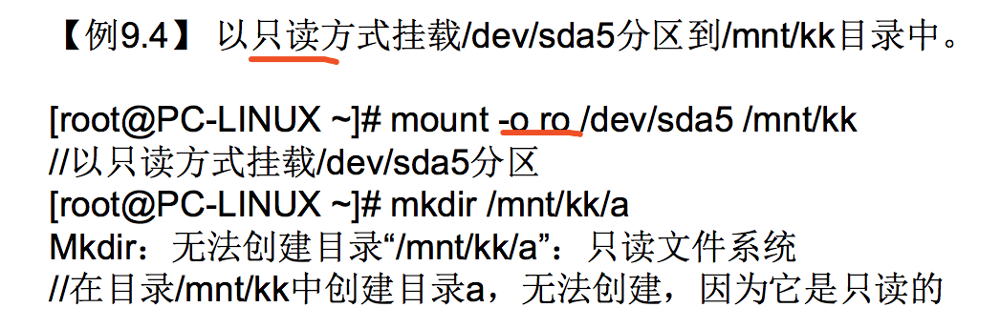 【例9.4】 以只读方式挂载/dev/sda5分区到/mnt/kk目录中。
[root@PC-LINUX ~]# mount -o ro /dev/sda5 /mnt/kk
//以只读方式挂载/dev/sda5分区
[root@PC-LINUX ~]# mkdir /mnt/kk/a
Mkdir：无法创建目录“/mnt/kk/a”：只读文件系统
//在目录/mnt/kk中创建目录a，无法创建，因为它是只读的